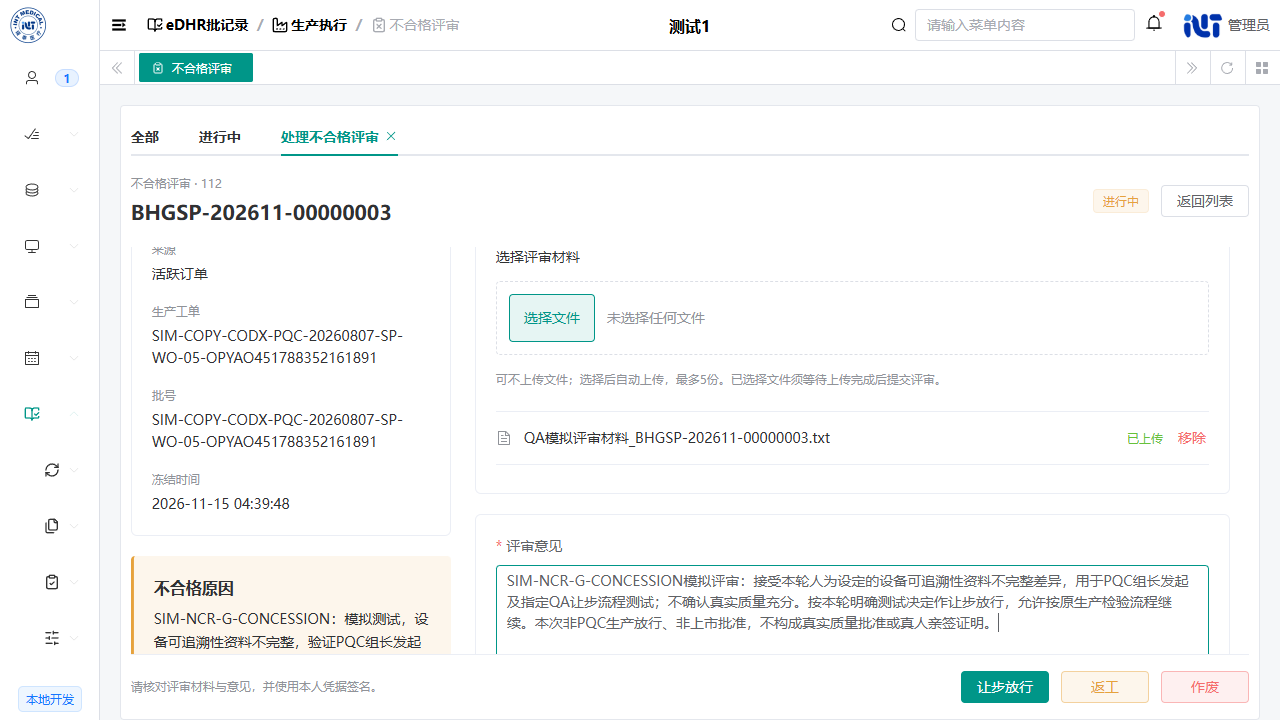 eDHR批记录 / 生产执行 / 不合格评审
测试1
请输入菜单内容
管理员
1
不合格评审
全部
进行中
处理不合格评审
不合格评审 · 112
BHGSP-202611-00000003
进行中
返回列表
来源
活跃订单
生产工单
SIM-COPY-CODX-PQC-20260807-SP-
WO-05-OPYAO451788352161891
批号
SIM-COPY-CODX-PQC-20260807-SP-
WO-05-OPYAO451788352161891
冻结时间
2026-11-15 04:39:48
不合格原因
SIM-NCR-G-CONCESSION：模拟测试，设
备可追溯性资料不完整，验证PQC组长发起
选择评审材料
选择文件
未选择任何文件
可不上传文件；选择后自动上传，最多5份。已选择文件须等待上传完成后提交评审。
QA模拟评审材料_BHGSP-202611-00000003.txt
已上传
移除
* 评审意见
SIM-NCR-G-CONCESSION模拟评审：接受本轮人为设定的设备可追溯性资料不完整差异，用于PQC组长发起
及指定QA让步流程测试；不确认真实质量充分。按本轮明确测试决定作让步放行，允许按原生产检验流程继
续。本次非PQC生产放行、非上市批准，不构成真实质量批准或真人亲签证明。
请核对评审材料与意见，并使用本人凭据签名。
让步放行
返工
作废
本地开发